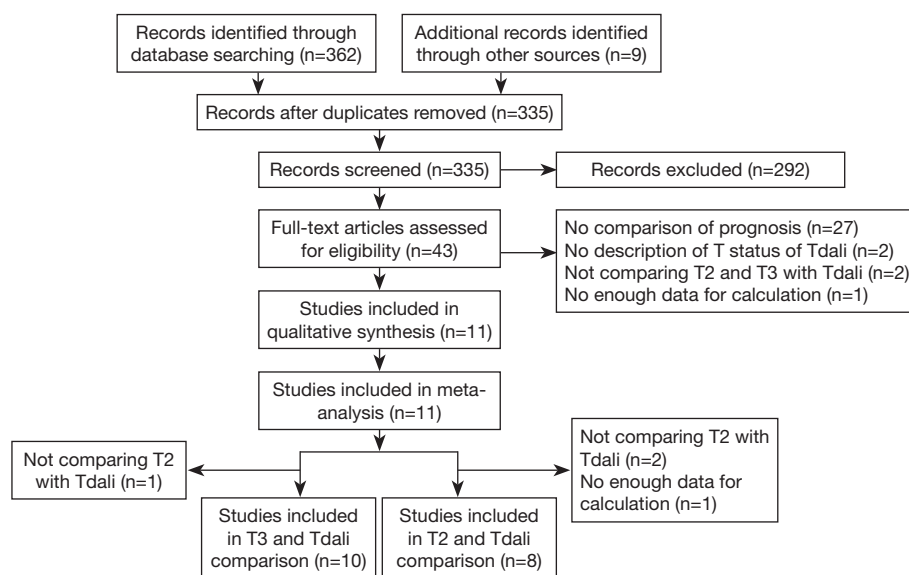 Records identified through
database searching (n=362)
Additional records identified
through other sources (n=9)
Records after duplicates removed (n=335)
Records screened (n=335)
Records excluded (n=292)
Full-text articles assessed
for eligibility (n=43)
No comparison of prognosis (n=27)
No description of T status of Tdali (n=2)
Not comparing T2 and T3 with Tdali (n=2)
No enough data for calculation (n=1)
Studies included in
qualitative synthesis (n=11)
Studies included in meta-
analysis (n=11)
Not comparing T2
with Tdali (n=1)
Not comparing T2 with
Tdali (n=2)
No enough data for
calculation (n=1)
Studies included
in T3 and Tdali
comparison (n=10)
Studies included
in T2 and Tdali
comparison (n=8)